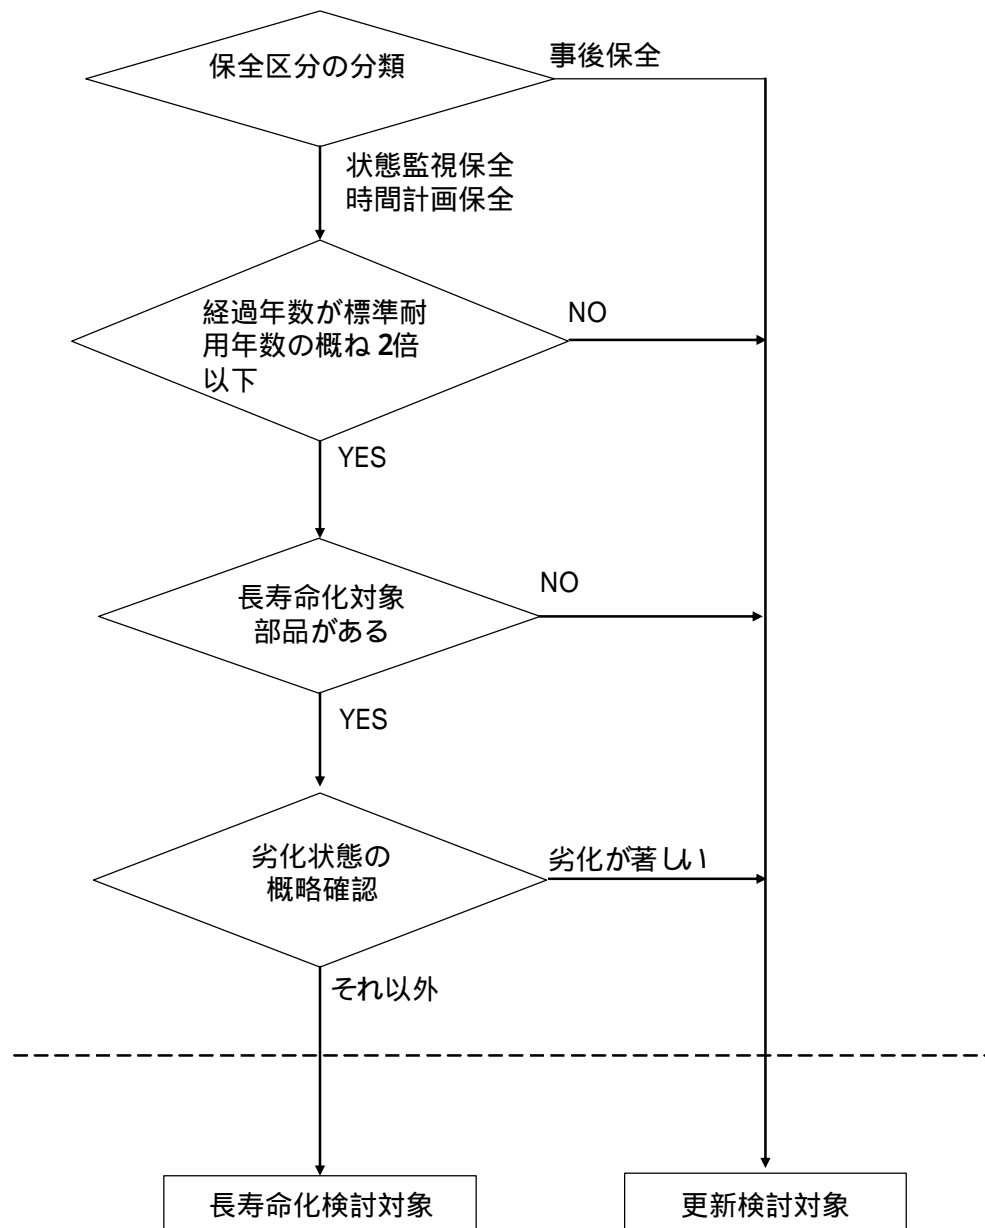 保全区分の分類
事後保全
状態監視保全
時間計画保全
経過年数が標準耐
用年数の概ね 2倍
以下
NO
YES
長寿命化対象
部品がある
NO
YES
劣化状態の
概略確認
劣化が著しい
それ以外
長寿命化検討対象
更新検討対象